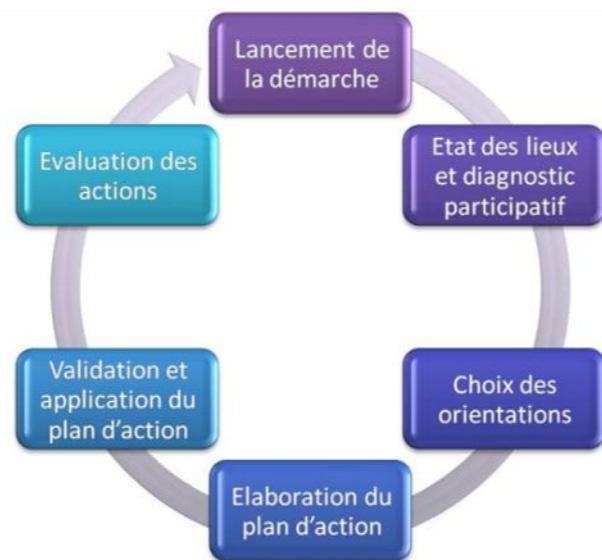 Lancement de
la démarche
Etat des lieux
et diagnostic
participatif
Choix des
orientations
Elaboration du
plan d'action
Validation et
application du
plan d'action
Evaluation des
actions